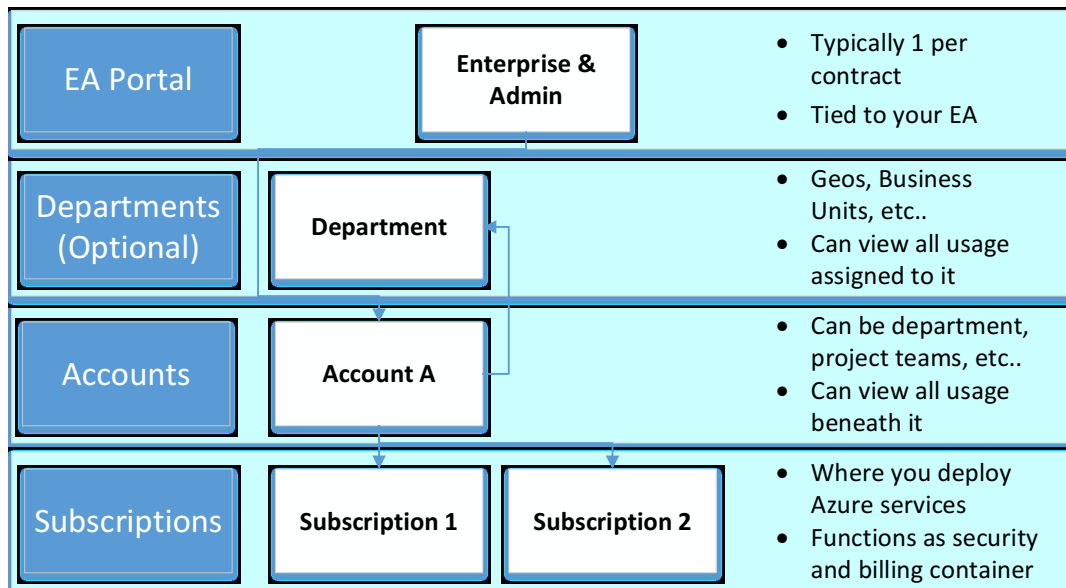 EA Portal
Enterprise &
Admin
• Typically 1 per
contract
• Tied to your EA
Departments
(Optional)
Department
• Geos, Business
Units, etc..
• Can view all usage
assigned to it
Accounts
Account A
• Can be department,
project teams, etc..
• Can view all usage
beneath it
Subscriptions
Subscription 1
Subscription 2
• Where you deploy
Azure services
• Functions as security
and billing container